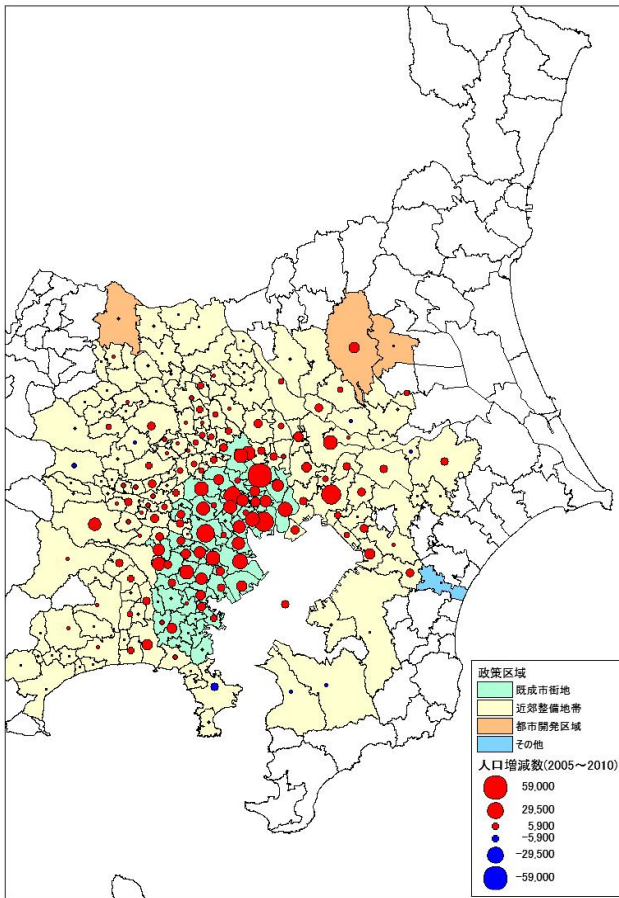 政策区域
既成市街地
近郊整備地帯
都市開発区域
その他
人口増減数(2005～2010)
59,000
29,500
5,900
-5,900
-29,500
-59,000